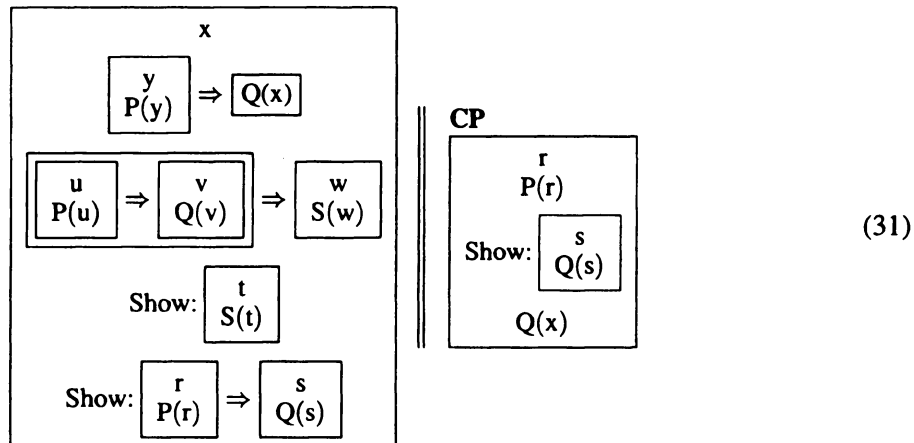 x
y
P(y) ⇒ Q(x)
u ⇒ v ⇒ w
P(u) Q(v) S(w)
Show: t
S(t)
Show: r ⇒ s
P(r) Q(s)
CP
r
P(r)
Show: s
Q(s)
Q(x)
(31)